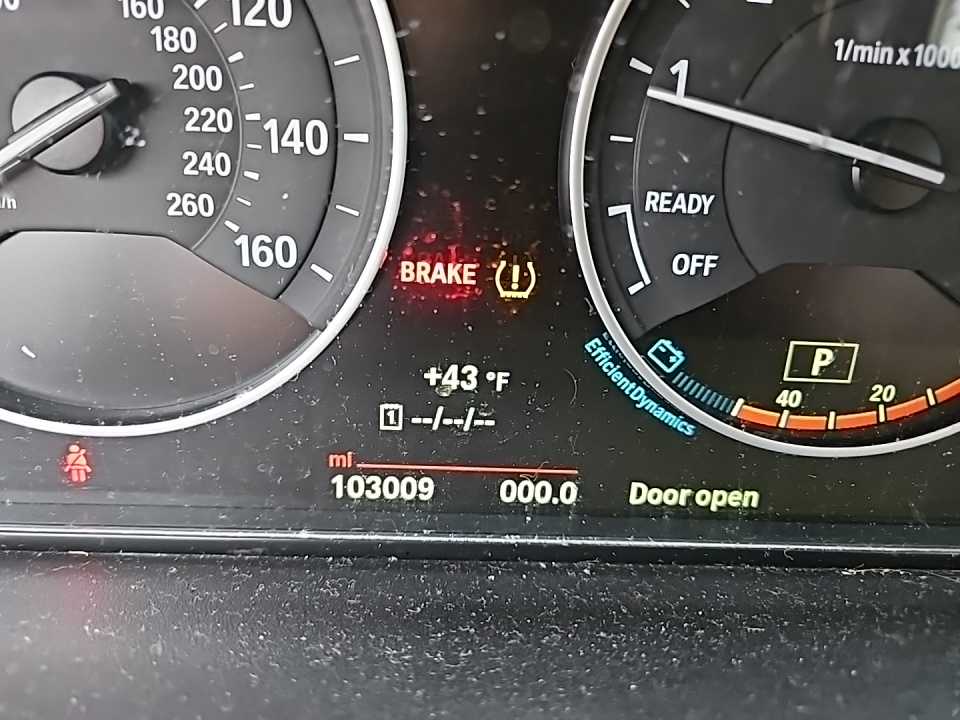 160
180
200
220
240
260
120
140
160
BRAKE
+43 °F
1 --/--/--
mi
103009 000.0
1
1/min x 1000
READY
OFF
P
40 20
EfficientDynamics
Door open